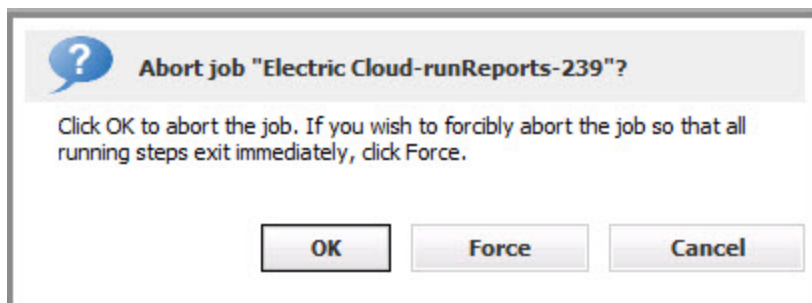 ?
Abort job "Electric Cloud-runReports-239"?
Click OK to abort the job. If you wish to forcibly abort the job so that all
running steps exit immediately, click Force.
OK Force Cancel